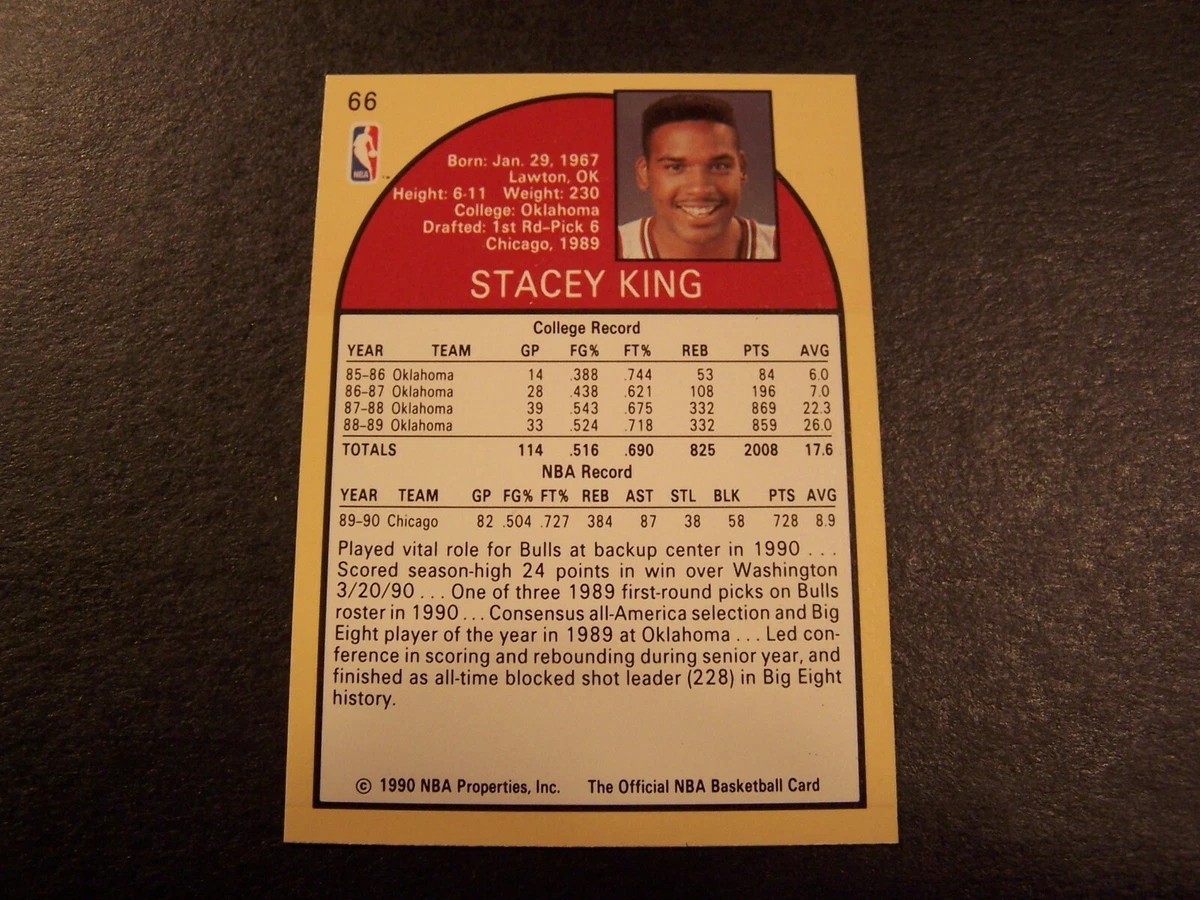 66
NBA
Born: Jan. 29, 1967
Lawton, OK
Height: 6-11 Weight: 230
College: Oklahoma
Drafted: 1st Rd-Pick 6
Chicago, 1989
STACEY KING
College Record
YEAR TEAM GP FG% FT% REB PTS AVG
85-86 Oklahoma 14 .388 .744 53 84 6.0
86-87 Oklahoma 28 .438 .621 108 196 7.0
87-88 Oklahoma 39 .543 .675 332 869 22.3
88-89 Oklahoma 33 .524 .718 332 859 26.0
TOTALS 114 .516 .690 825 2008 17.6
NBA Record
YEAR TEAM GP FG% FT% REB AST STL BLK PTS AVG
89-90 Chicago 82 .504 .727 384 87 38 58 728 8.9
Played vital role for Bulls at backup center in 1990 . . .
Scored season-high 24 points in win over Washington
3/20/90 . . . One of three 1989 first-round picks on Bulls
roster in 1990 . . . Consensus all-America selection and Big
Eight player of the year in 1989 at Oklahoma . . . Led con-
ference in scoring and rebounding during senior year, and
finished as all-time blocked shot leader (228) in Big Eight
history.
© 1990 NBA Properties, Inc. The Official NBA Basketball Card